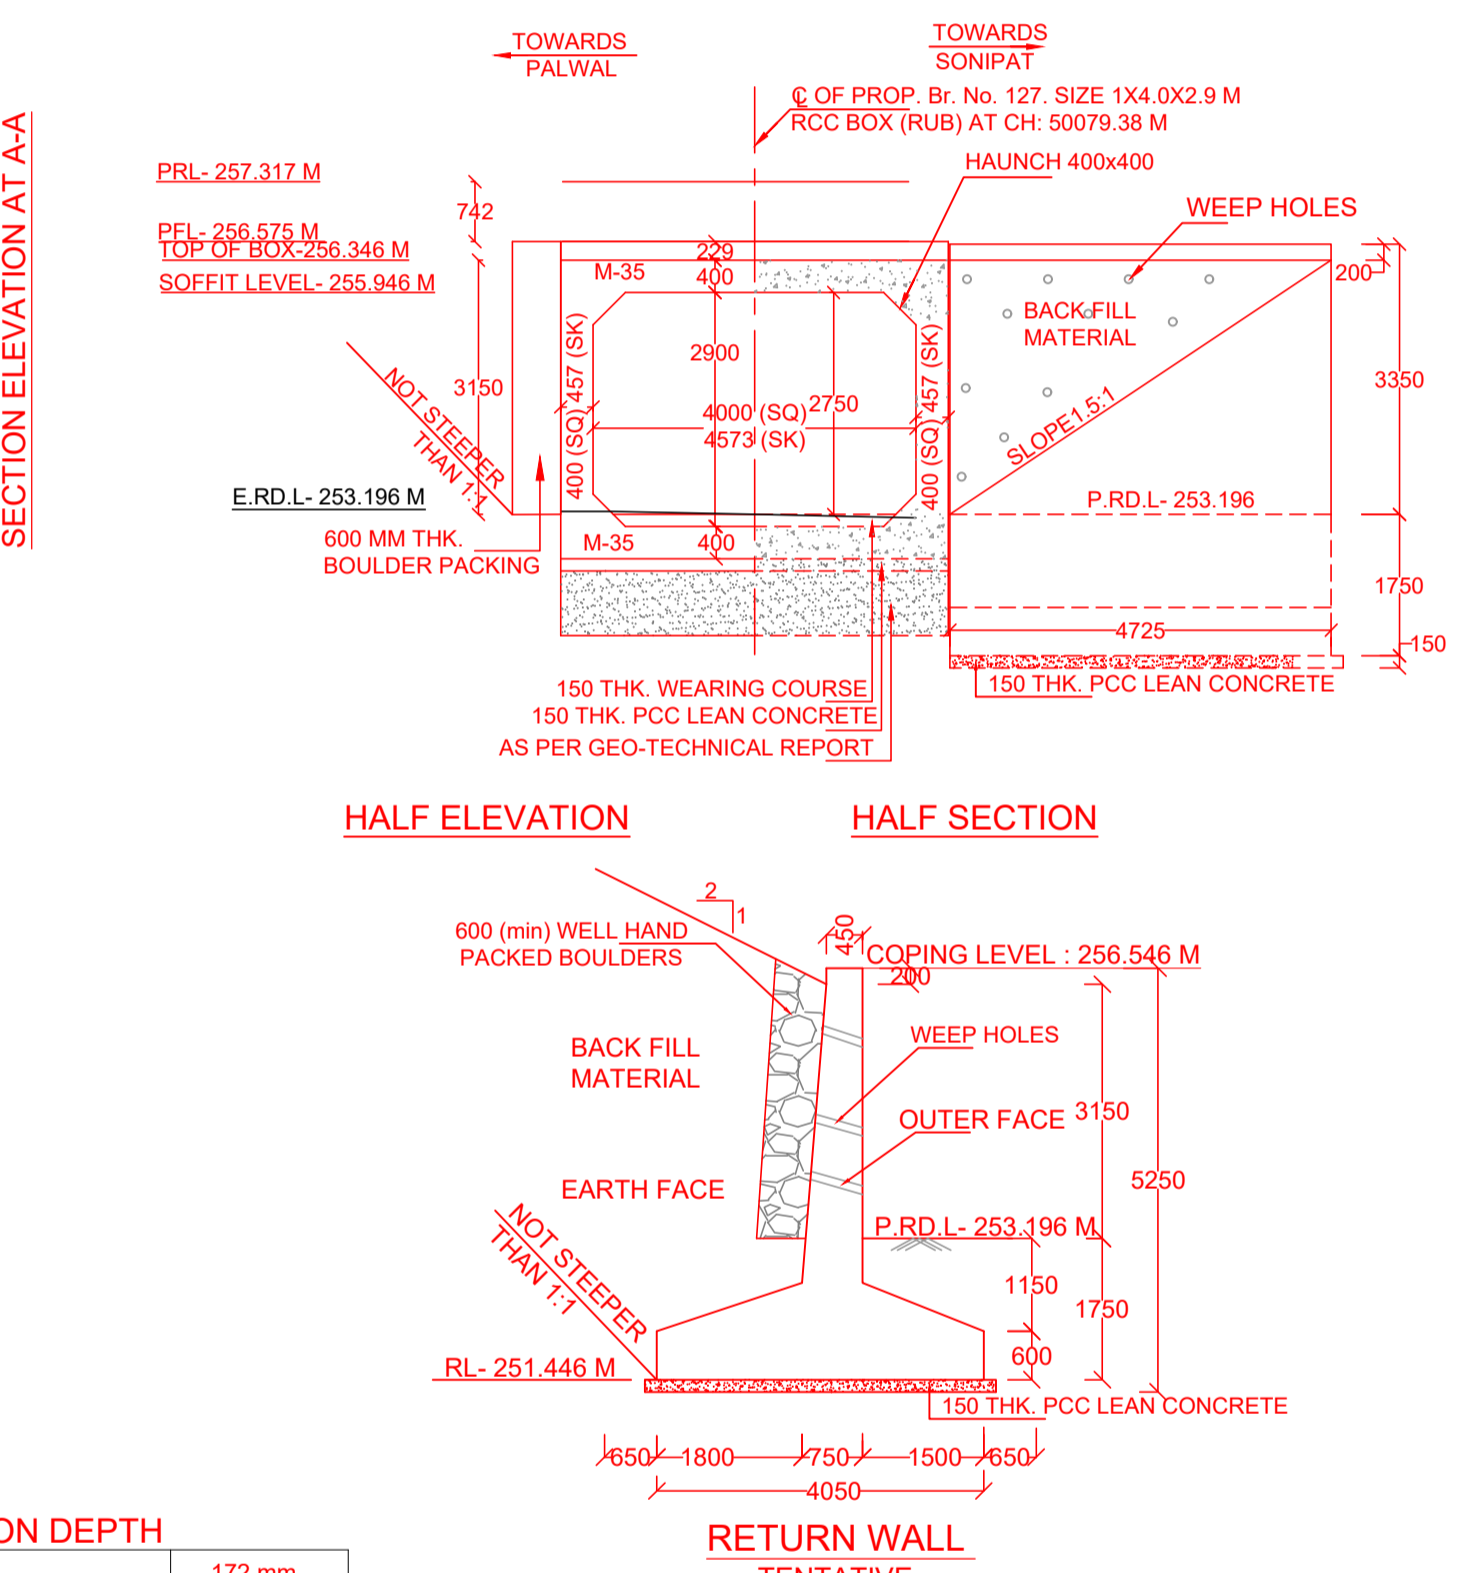 SECTION ELEVATION AT A-A
TOWARDS
PALWAL
TOWARDS
SONIPAT
℄ OF PROP. Br. No. 127. SIZE 1X4.0X2.9 M
RCC BOX (RUB) AT CH: 50079.38 M
HAUNCH 400x400
WEEP HOLES
PRL- 257.317 M
742
PFL- 256.575 M
TOP OF BOX-256.346 M
SOFFIT LEVEL- 255.946 M
229
M-35
400
200
BACK FILL
MATERIAL
2900
3150
NOT STEEPER
THAN 1:1
400 (SQ) 457 (SK)
4000 (SQ)
4573 (SK)
2750
400 (SQ) 457 (SK)
SLOPE1.5:1
3350
E.RD.L- 253.196 M
P.RD.L- 253.196
600 MM THK.
BOULDER PACKING
M-35
400
1750
4725
150
150 THK. WEARING COURSE
150 THK. PCC LEAN CONCRETE
AS PER GEO-TECHNICAL REPORT
150 THK. PCC LEAN CONCRETE
HALF ELEVATION
HALF SECTION
2
1
600 (min) WELL HAND
PACKED BOULDERS
450
COPING LEVEL : 256.546 M
200
WEEP HOLES
BACK FILL
MATERIAL
OUTER FACE
3150
5250
EARTH FACE
P.RD.L- 253.196 M
NOT STEEPER
THAN 1:1
1150
1750
600
RL- 251.446 M
150 THK. PCC LEAN CONCRETE
650
1800
750
1500
650
4050
ON DEPTH
RETURN WALL
TENTATIVE
172 mm